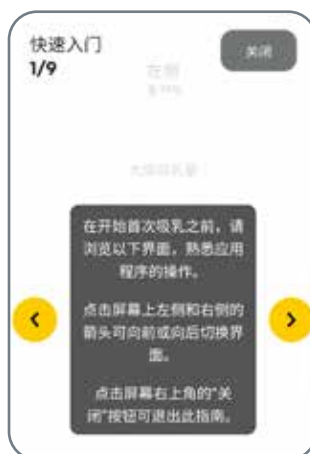 快速入门
1/9
关闭
左侧
在开始首次吸乳之前，请
浏览以下界面，熟悉应用
程序的操作。
点击屏幕上左侧和右侧的
箭头可向前或向后切换界
面。
点击屏幕右上角的“关
闭”按钮可退出此指南。